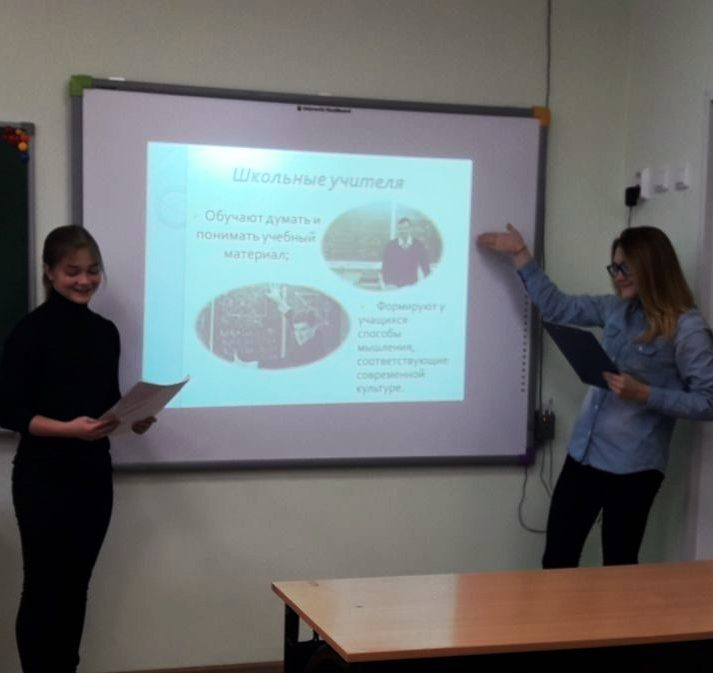 Школьные учителя
Обучают думать и
понимать учебный
материал;
Формируют у
учащихся
способы
мышления,
соответствующие
современной
культуре.